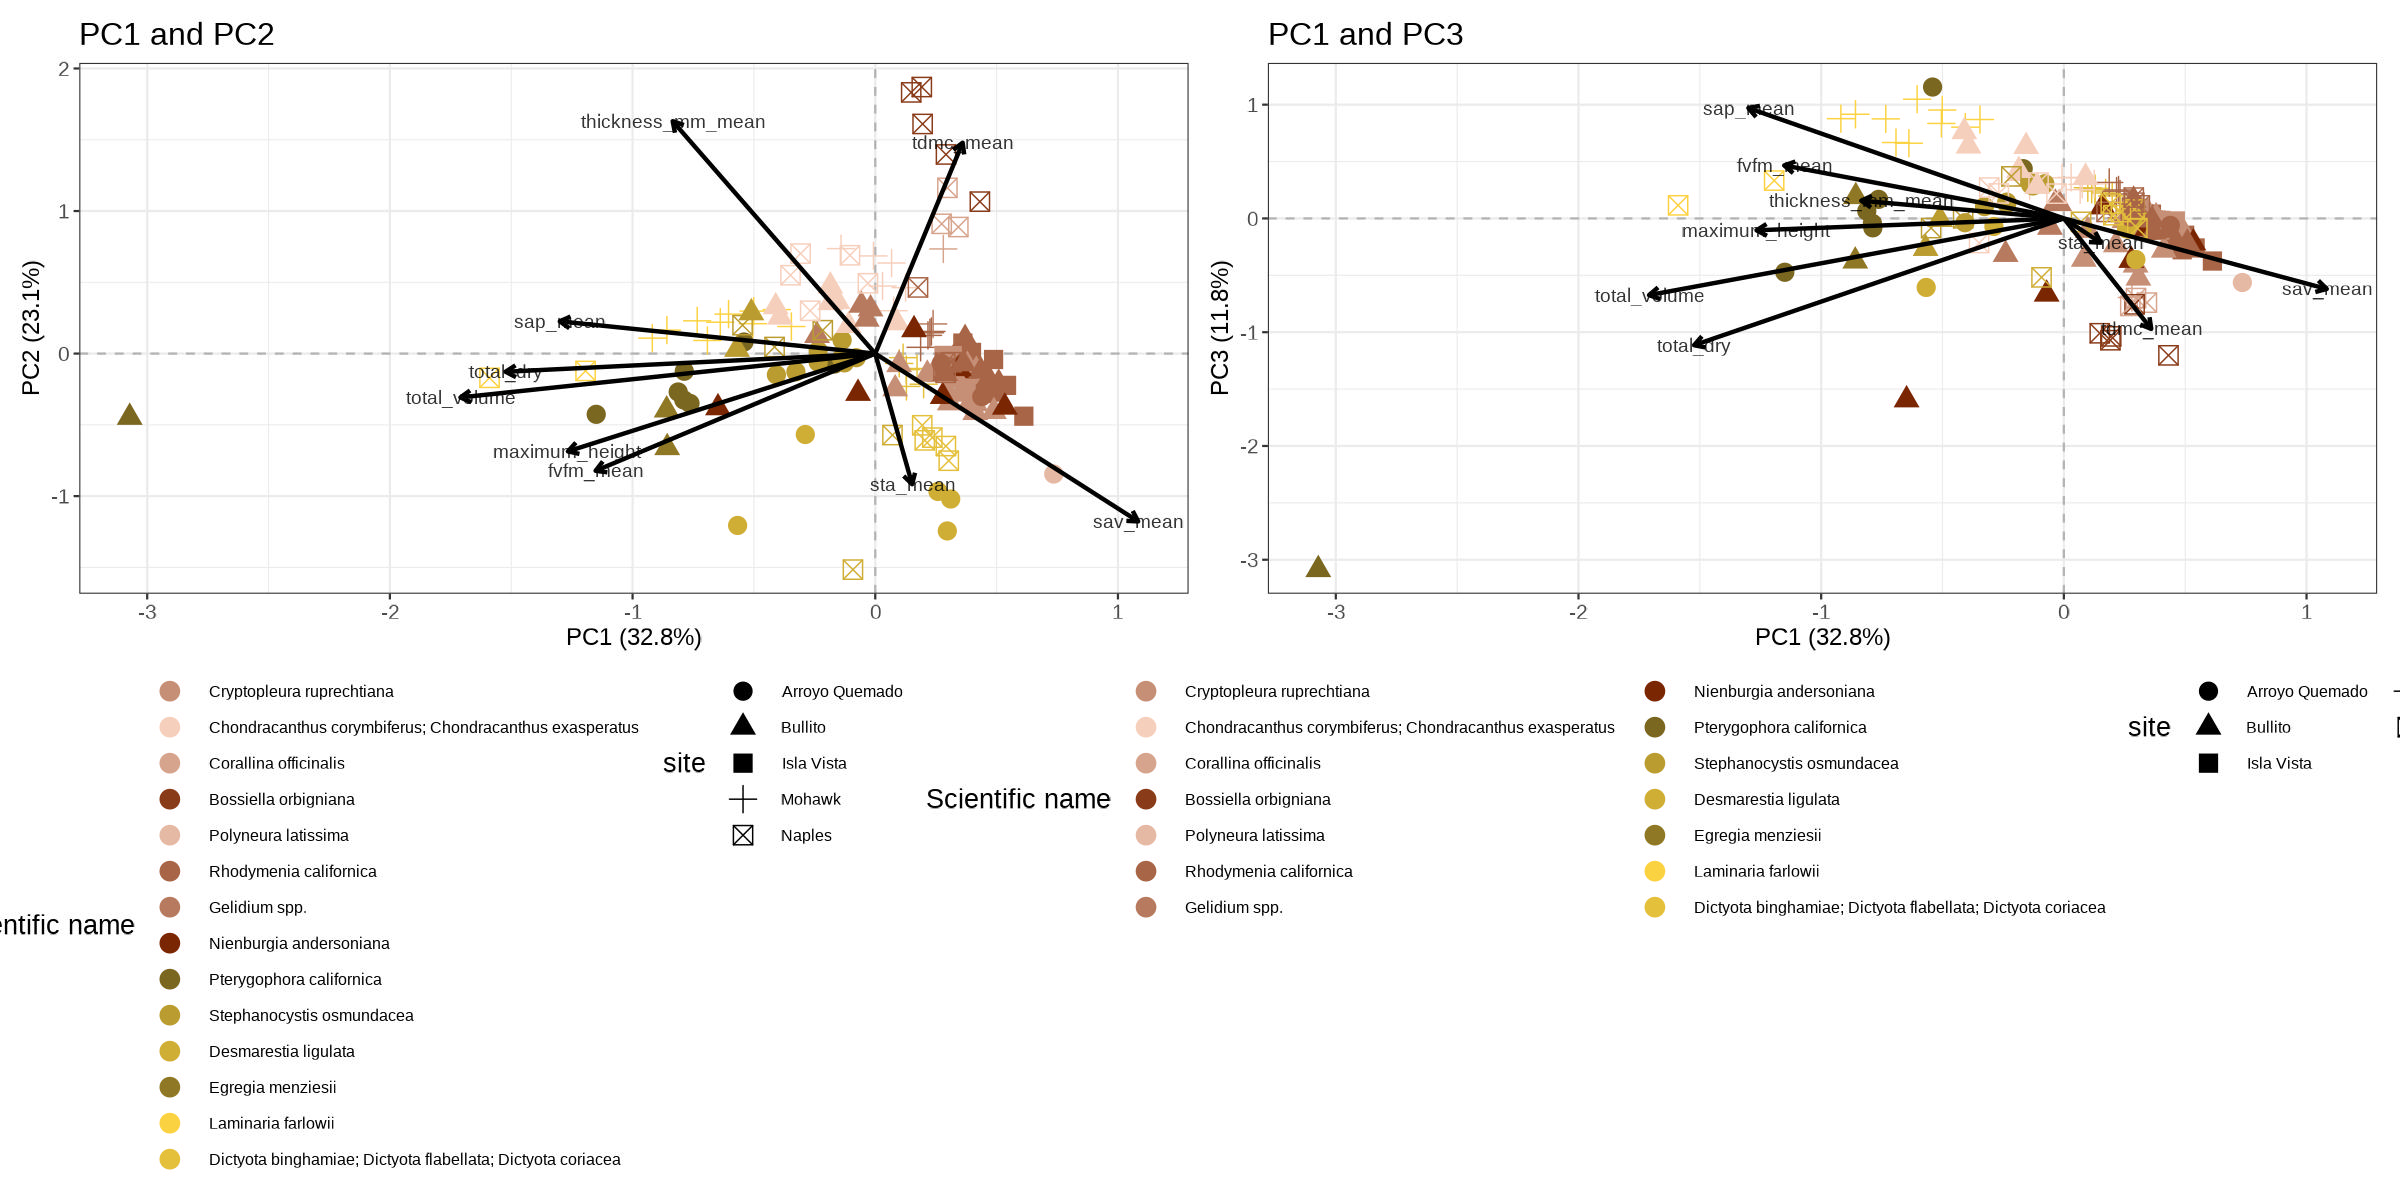 PC1 and PC2
2
1
0
-1
PC2 (23.1%)
thickness_mm_mean
tdmc_mean
sap_mean
total_dry
total_volume
maximum_height
fvfm_mean
sta_mean
sav_mean
-3
-2
-1
0
1
PC1 (32.8%)
PC1 and PC3
1
0
-1
-2
-3
PC3 (11.8%)
sap_mean
fvfm_mean
thickness_mm_mean
maximum_height
sta_mean
total_volume
sav_mean
tdmc_mean
total_dry
-3
-2
-1
0
1
PC1 (32.8%)
entific name
Cryptopleura ruprechtiana
Chondracanthus corymbiferus; Chondracanthus exasperatus
Corallina officinalis
Bossiella orbigniana
Polyneura latissima
Rhodymenia californica
Gelidium spp.
Nienburgia andersoniana
Pterygophora californica
Stephanocystis osmundacea
Desmarestia ligulata
Egregia menziesii
Laminaria farlowii
Dictyota binghamiae; Dictyota flabellata; Dictyota coriacea
site
Arroyo Quemado
Bullito
Isla Vista
Mohawk
Naples
Scientific name
Cryptopleura ruprechtiana
Chondracanthus corymbiferus; Chondracanthus exasperatus
Corallina officinalis
Bossiella orbigniana
Polyneura latissima
Rhodymenia californica
Gelidium spp.
Nienburgia andersoniana
Pterygophora californica
Stephanocystis osmundacea
Desmarestia ligulata
Egregia menziesii
Laminaria farlowii
Dictyota binghamiae; Dictyota flabellata; Dictyota coriacea
site
Arroyo Quemado
Bullito
Isla Vista